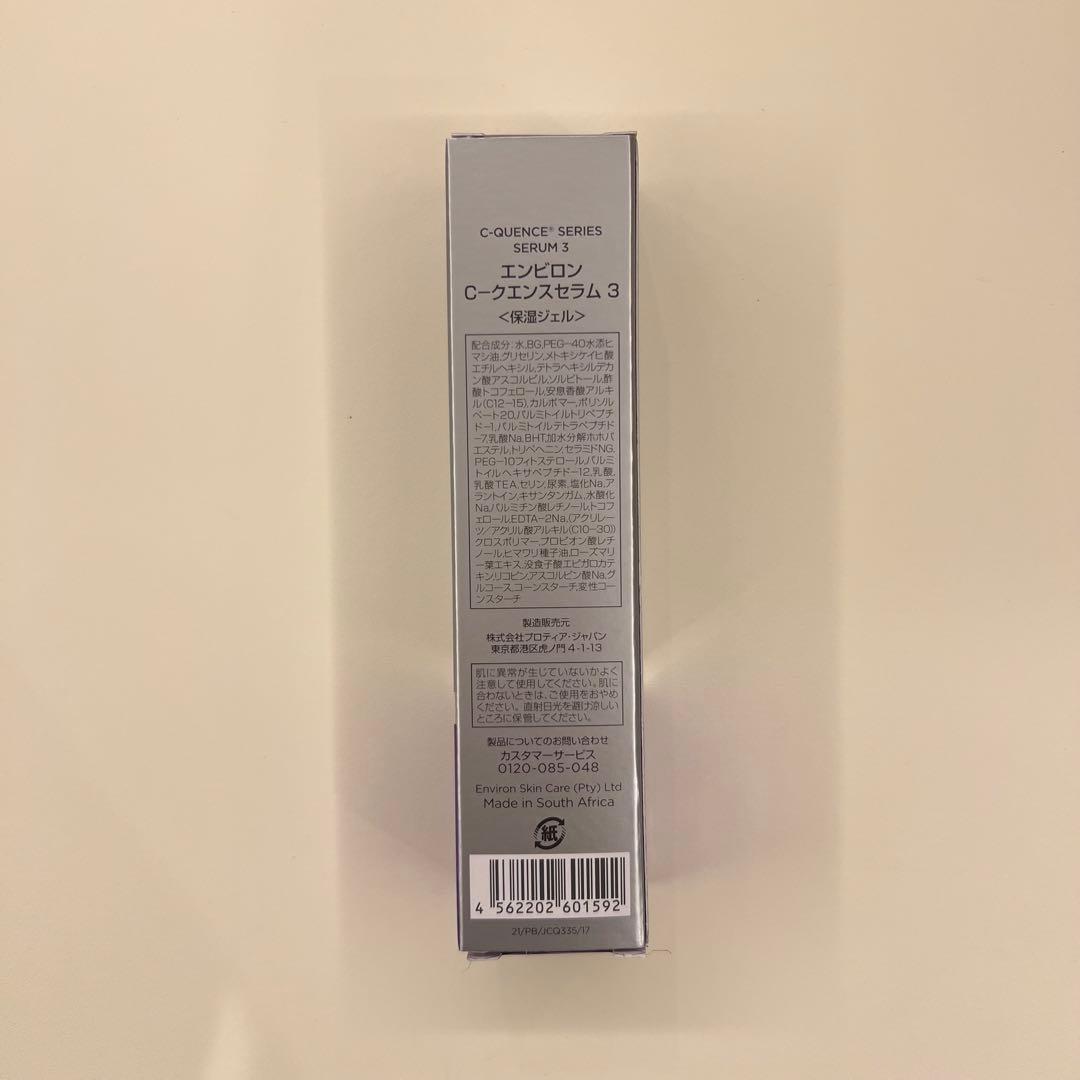 C-QUENCE® SERIES
SERUM 3
エンビロン
C-クエンスセラム 3
<保湿ジェル>
配合成分:水,BG,PEG-40水添ヒ
マシ油,グリセリン,メトキシケイヒ酸
エチルヘキシル,テトラヘキシルデカ
ン酸アスコルビル,ソルビトール,酢
酸トコフェロール,安息香酸アルキ
ル(C12-15),カルボマー,ポリソル
ベート20,パルミトイルトリペプチ
ド-1,パルミトイルテトラペプチド
-7,乳酸Na,BHT,加水分解ホホバ
エステル,トリベヘニン,セラミドNG,
PEG-10フィトステロール,パルミ
トイルヘキサペプチド-12,乳酸,
乳酸TEA,セリン,尿素,塩化Na,ア
ラントイン,キサンタンガム,水酸化
Na,パルミチン酸レチノール,トコフ
ェロール,EDTA-2Na,(アクリレー
ツ/アクリル酸アルキル(C10-30))
クロスポリマー,プロピオン酸レチ
ノール,ヒマワリ種子油,ローズマリ
ー葉エキス,没食子酸エピガロカテ
キン,リコピン,アスコルビン酸Na,グ
ルコース,コーンスターチ,変性コー
ンスターチ
製造販売元
株式会社プロティア・ジャパン
東京都港区虎ノ門 4-1-13
肌に異常が生じていないかよく
注意して使用してください。肌に
合わないときは、ご使用をおやめ
ください。直射日光を避け涼しい
ところに保管してください。
製品についてのお問い合わせ
カスタマーサービス
0120-085-048
Environ Skin Care (Pty) Ltd
Made in South Africa
紙
4 562202 601592
21/PB/JCQ335/17